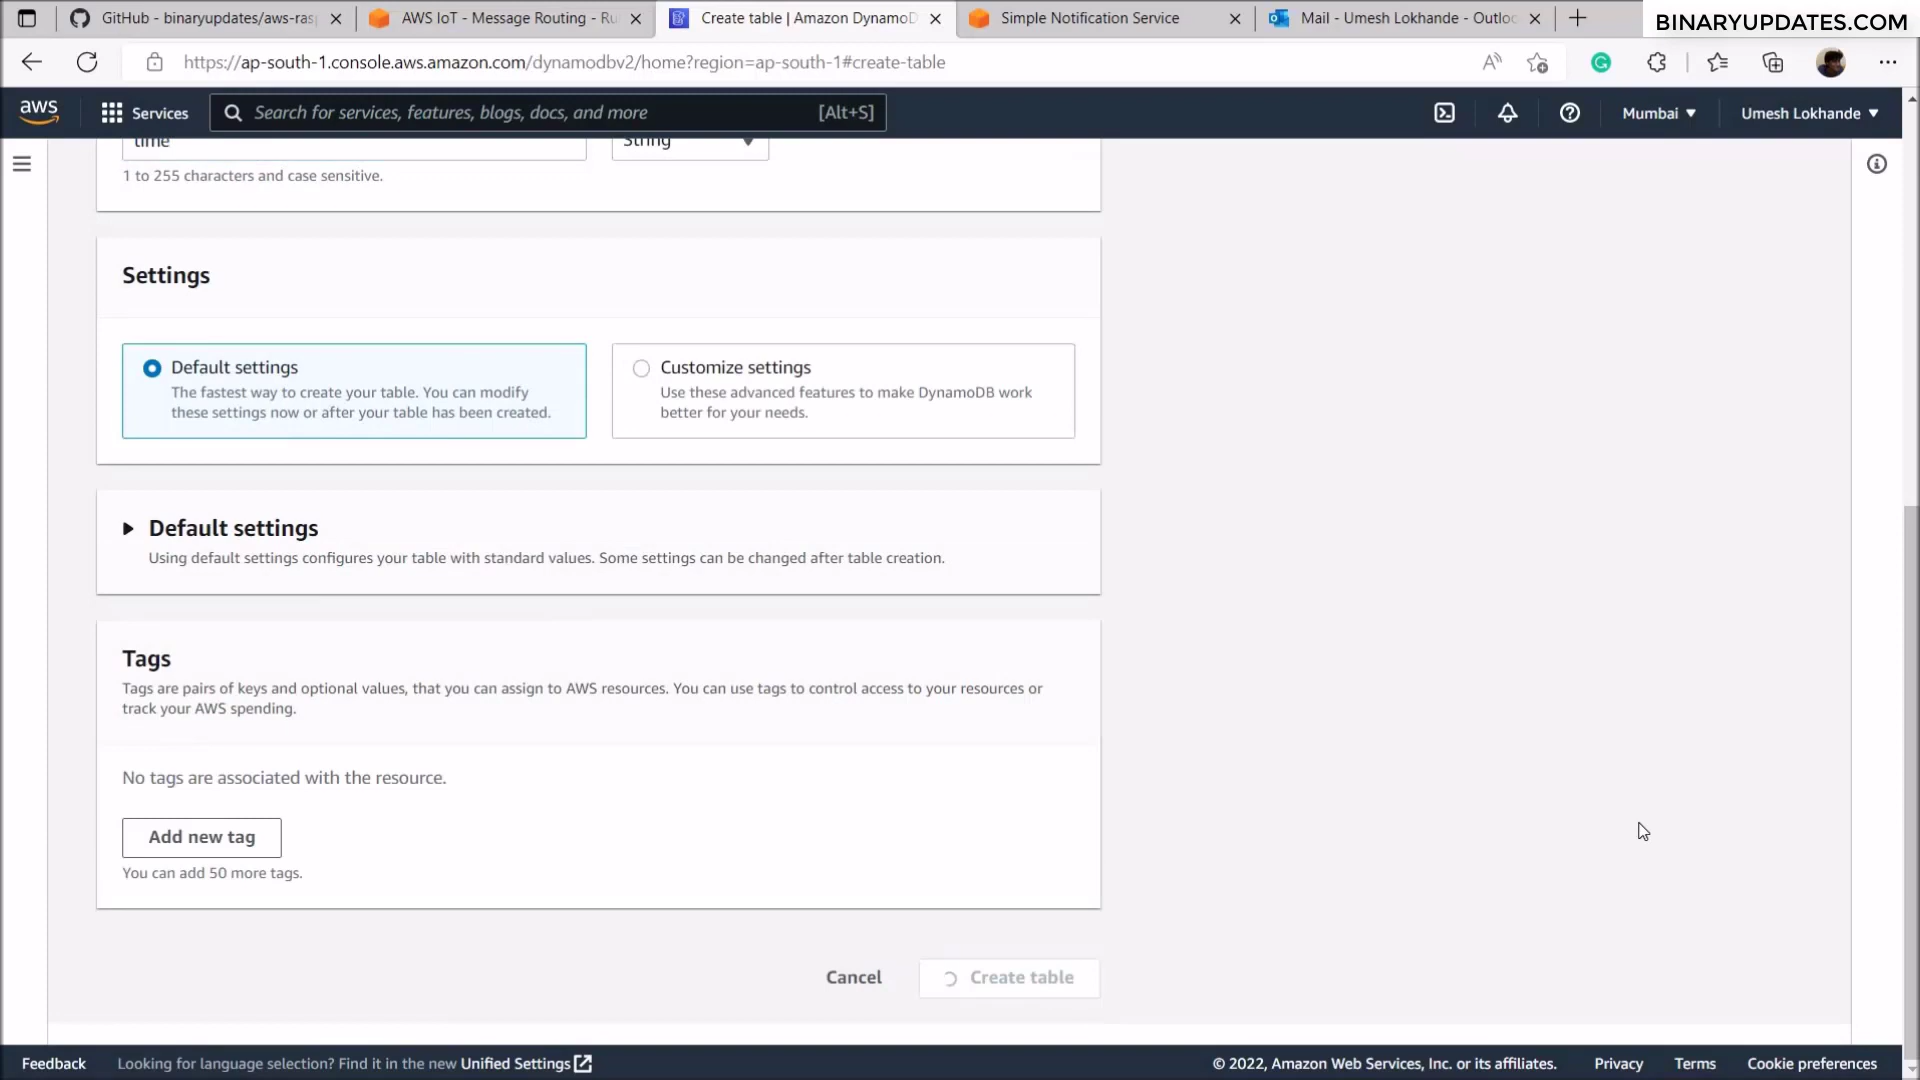 GitHub - binaryupdates/aws-rasp
AWS IoT - Message Routing - Ru
Create table | Amazon DynamoD
Simple Notification Service
Mail - Umesh Lokhande - Outlo
BINARYUPDATES.COM
https://ap-south-1.console.aws.amazon.com/dynamodbv2/home?region=ap-south-1#create-table
aws
Services
Search for services, features, blogs, docs, and more
[Alt+S]
Mumbai
Umesh Lokhande
time
String
1 to 255 characters and case sensitive.
Settings
Default settings
The fastest way to create your table. You can modify
these settings now or after your table has been created.
Customize settings
Use these advanced features to make DynamoDB work
better for your needs.
Default settings
Using default settings configures your table with standard values. Some settings can be changed after table creation.
Tags
Tags are pairs of keys and optional values, that you can assign to AWS resources. You can use tags to control access to your resources or
track your AWS spending.
No tags are associated with the resource.
Add new tag
You can add 50 more tags.
Cancel
Create table
Feedback
Looking for language selection? Find it in the new Unified Settings
© 2022, Amazon Web Services, Inc. or its affiliates.
Privacy
Terms
Cookie preferences